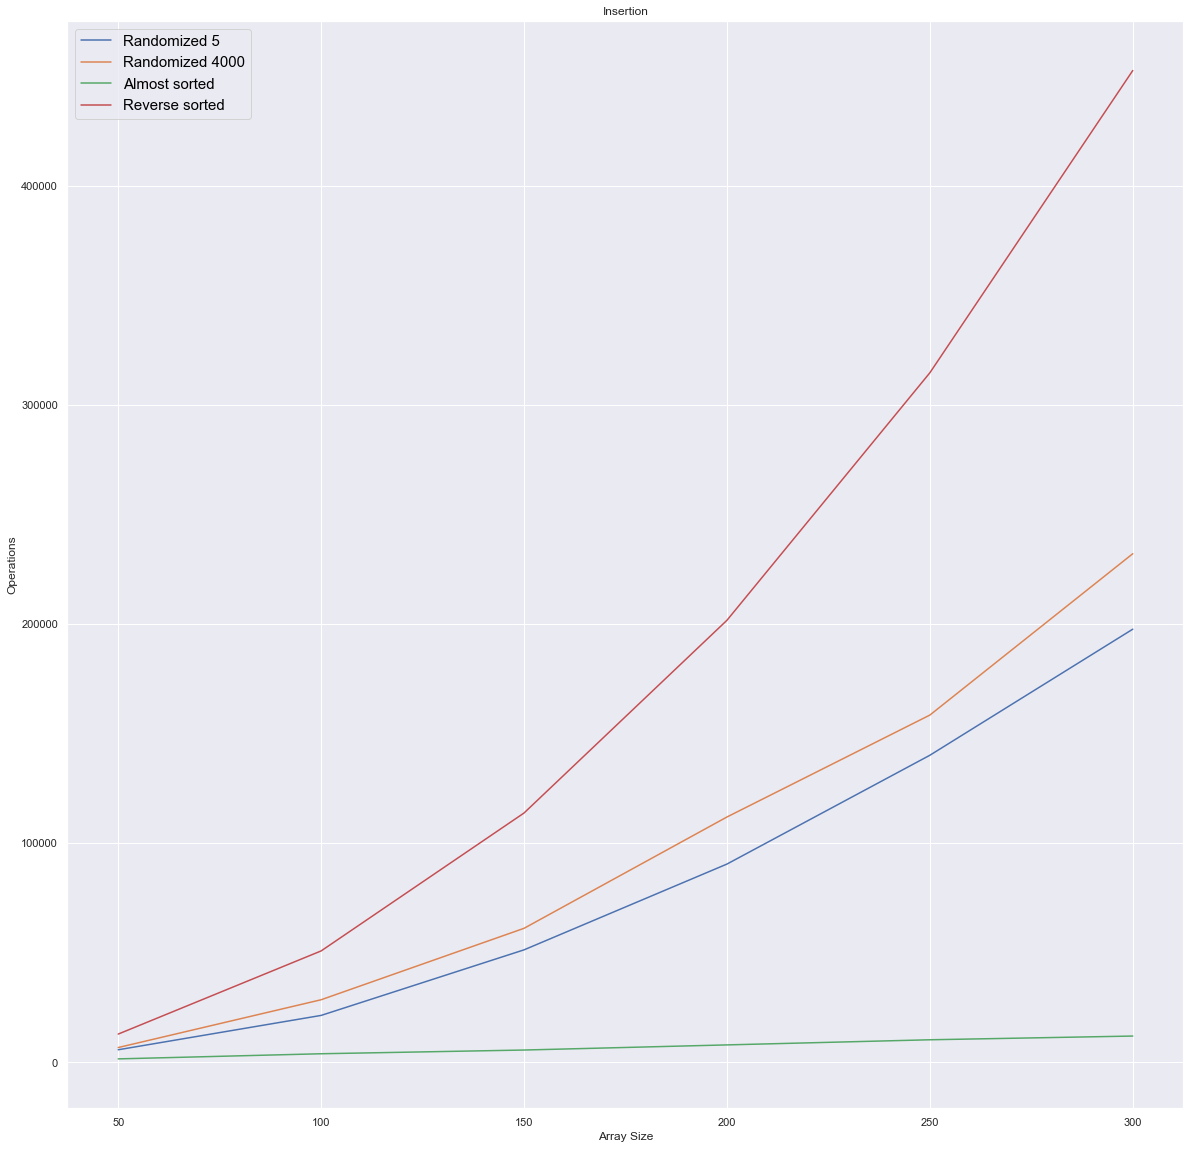 Insertion
Randomized 5
Randomized 4000
Almost sorted
Reverse sorted
400000
300000
200000
100000
0
Operations
50 100 150 200 250 300
Array Size